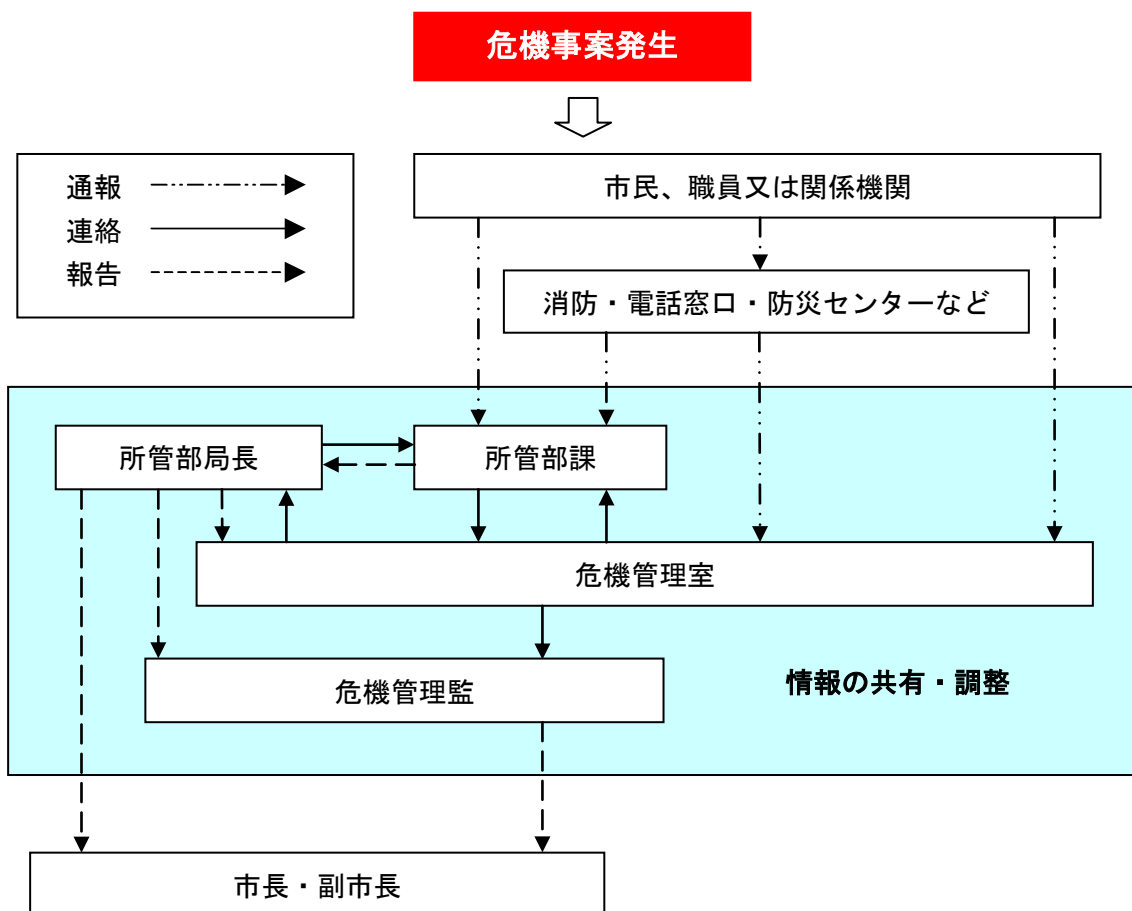 危機事案発生
通報
連絡
報告
市民、職員又は関係機関
消防・電話窓口・防災センターなど
所管部局長
所管部課
危機管理室
危機管理監
情報の共有・調整
市長・副市長